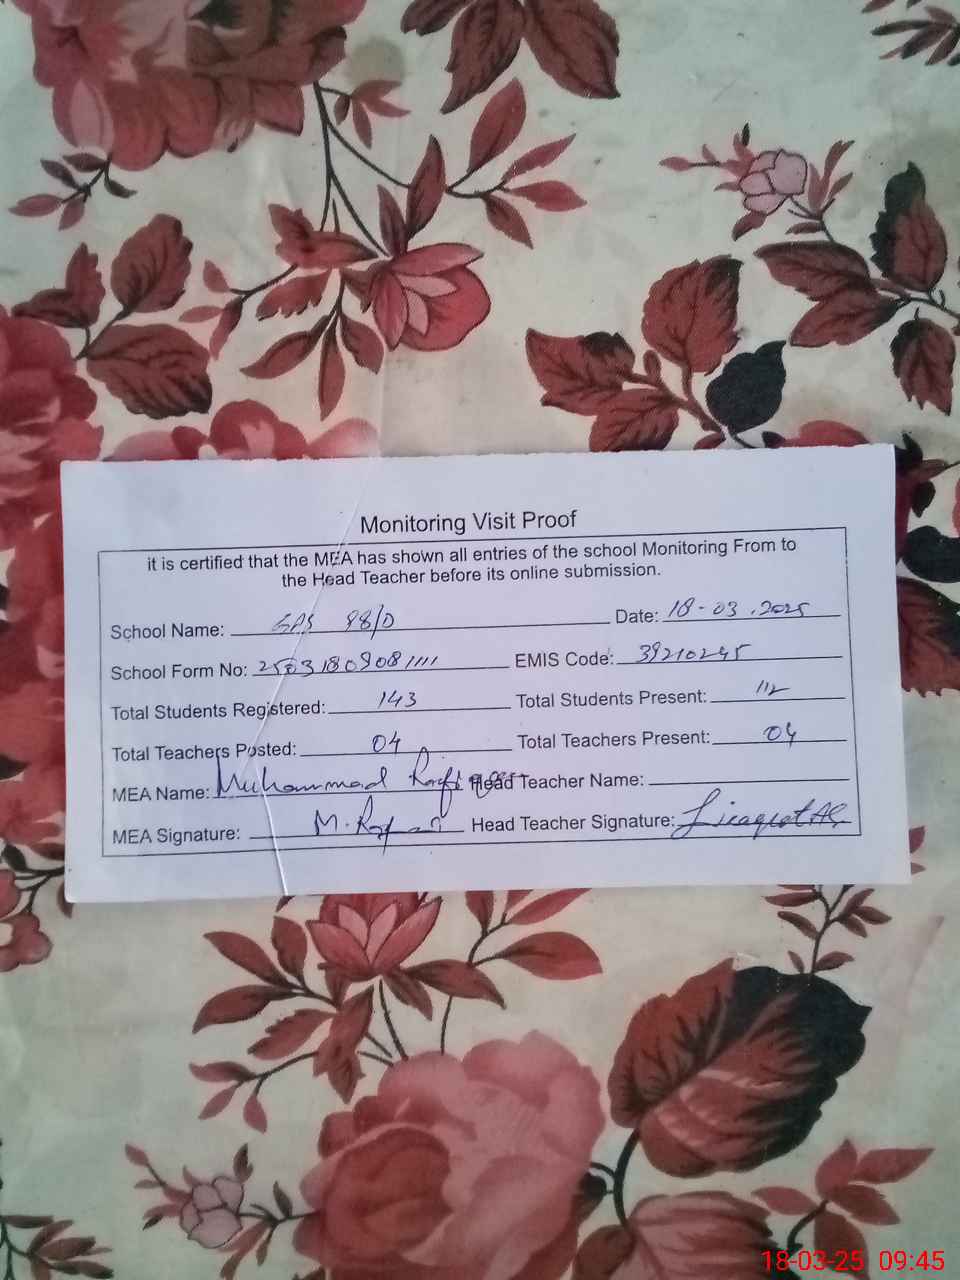 Monitoring Visit Proof
it is certified that the MEA has shown all entries of the school Monitoring From to
the Head Teacher before its online submission.
School Name: GPS 98/D Date: 18-03.2025
School Form No: 250318090811111 EMIS Code: 39210245
Total Students Registered: 143 Total Students Present: 112
Total Teachers Posted: 04 Total Teachers Present: 04
MEA Name: Muhammad Head Teacher Name:
MEA Signature: Head Teacher Signature:
18-03-25 09:45